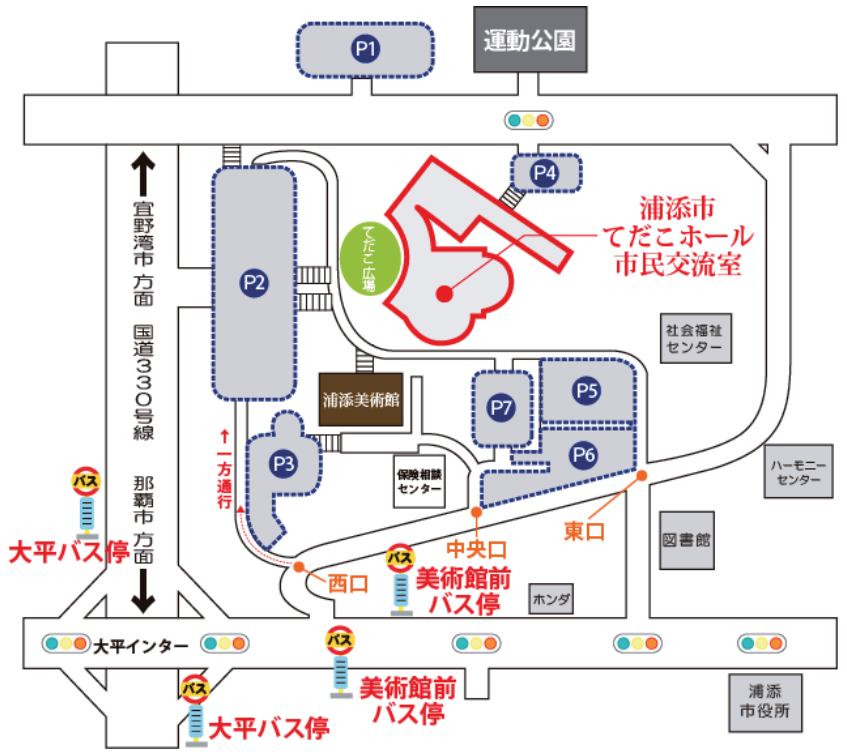 P1
運動公園
P4
浦添市
てだこホール
市民交流室
宜野湾市 方面
国道330号線
那覇市 方面
P2
てだこ広場
社会福祉
センター
浦添美術館
P7
P5
P6
P3
↑一方通行
保険相談
センター
ハーモニー
センター
バス
大平バス停
中央口
東口
図書館
西口
バス
美術館前
バス停
ホンダ
大平インター
バス
美術館前
バス停
バス
大平バス停
浦添
市役所